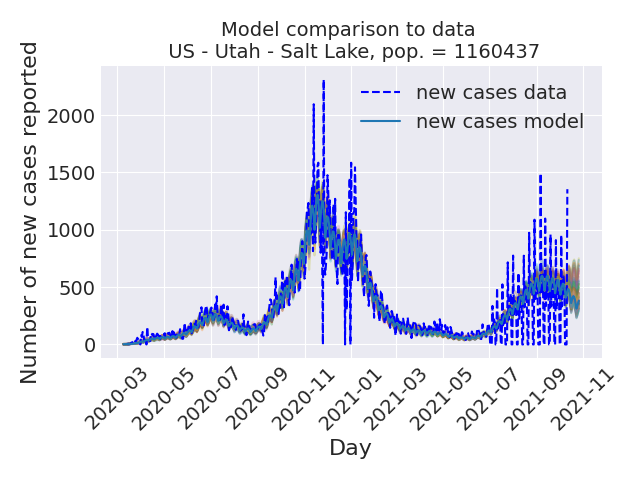 Model comparison to data
US - Utah - Salt Lake, pop. = 1160437
Number of new cases reported
2000
1500
1000
500
0
new cases data
new cases model
2020-03
2020-05
2020-07
2020-09
2020-11
2021-01
2021-03
2021-05
2021-07
2021-09
2021-11
Day